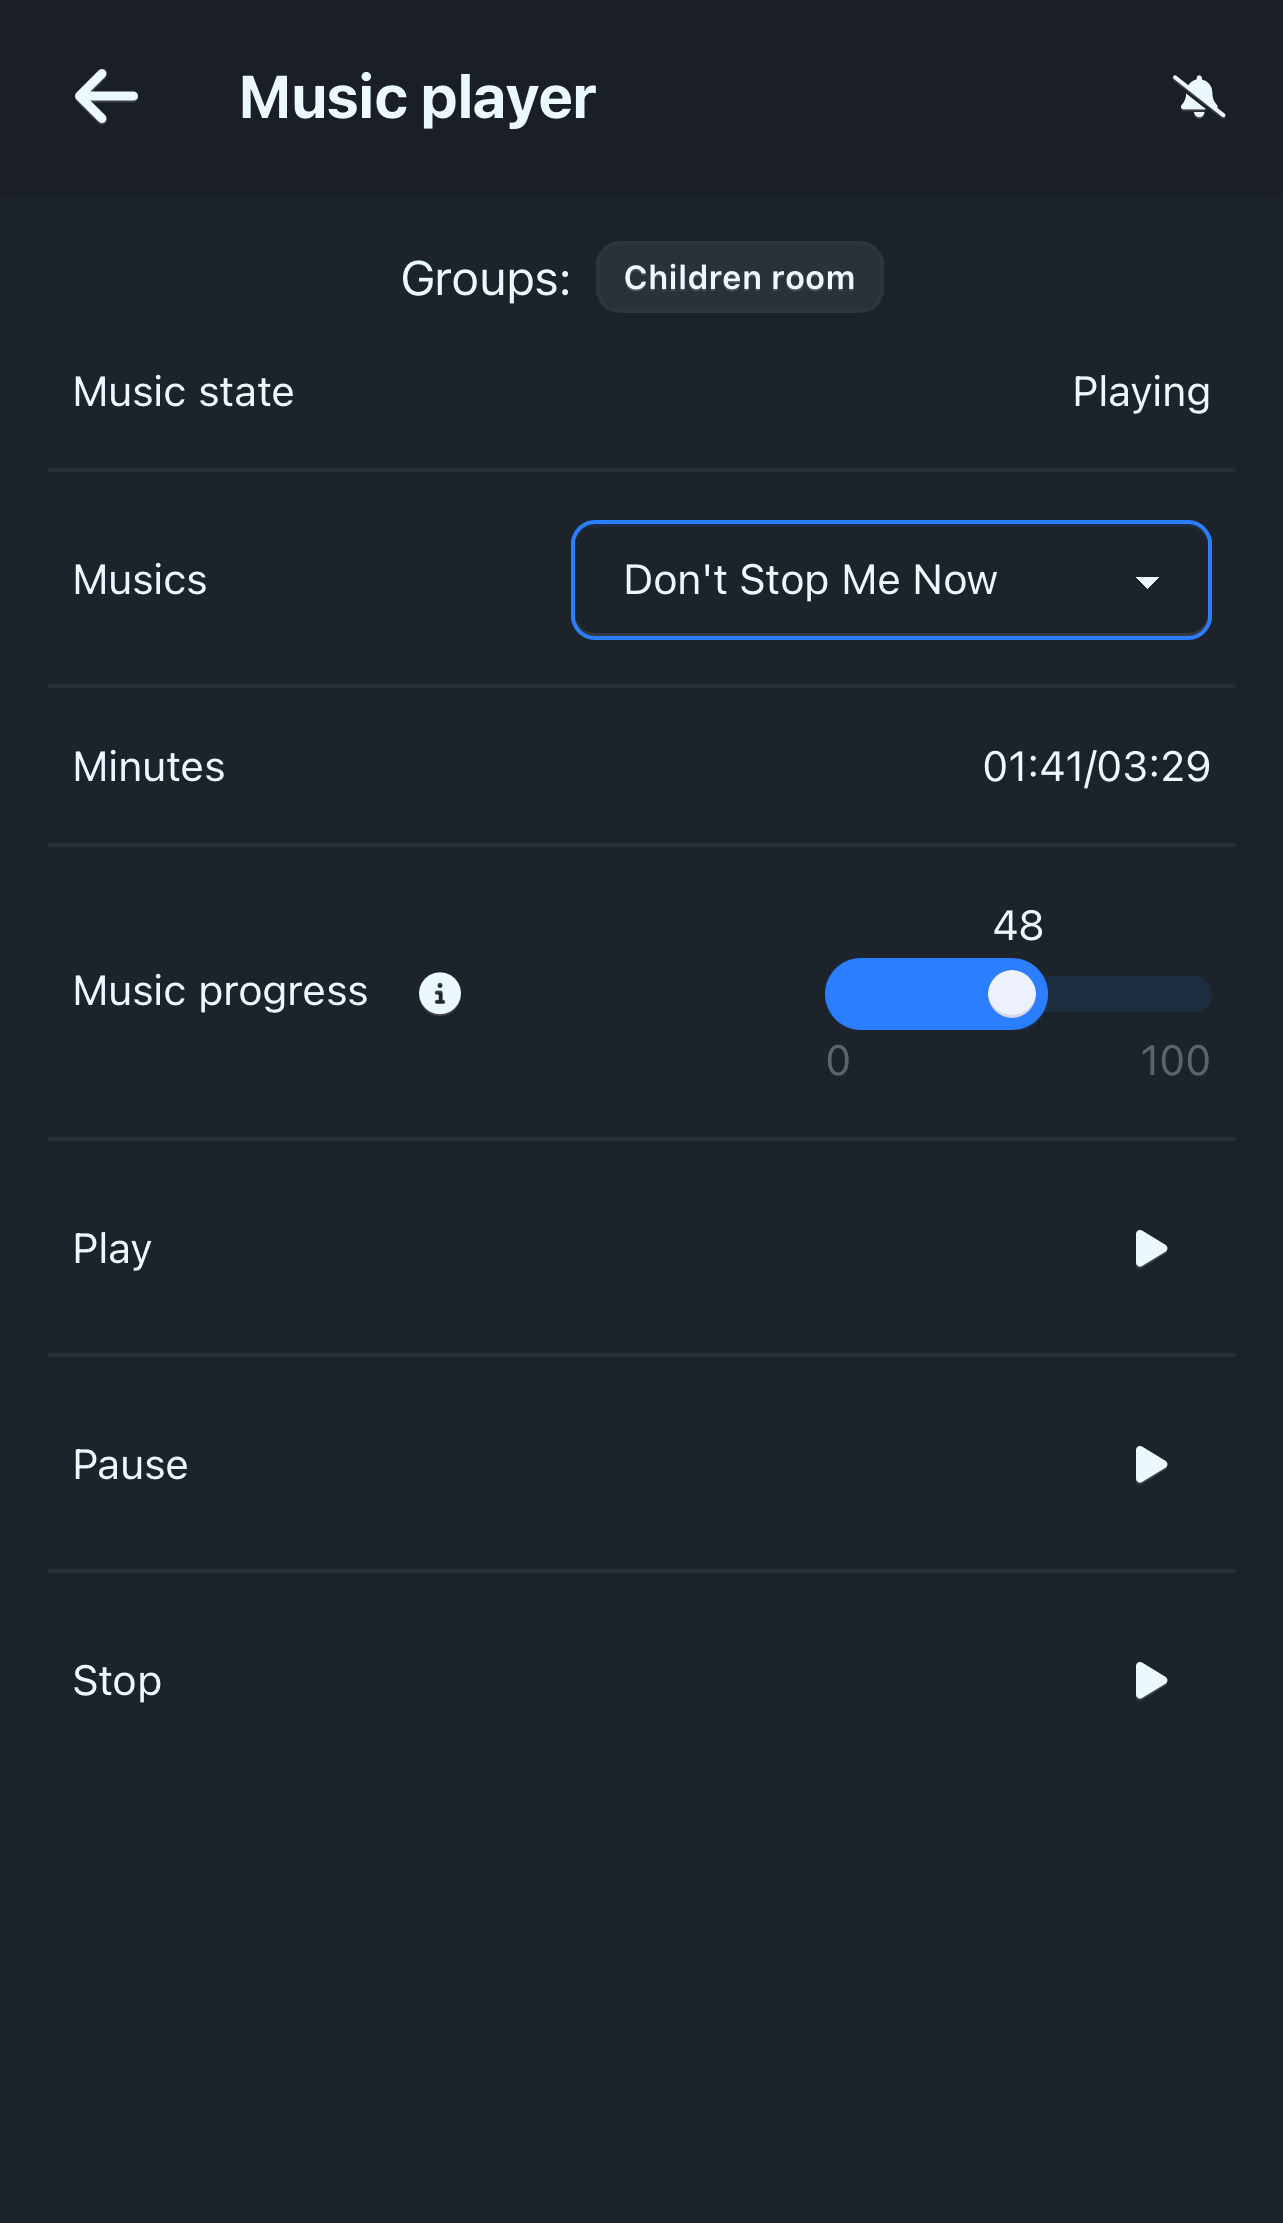 Music player
Groups: Children room
Music state Playing
Musics Don't Stop Me Now
Minutes 01:41/03:29
48
Music progress
0 100
Play
Pause
Stop